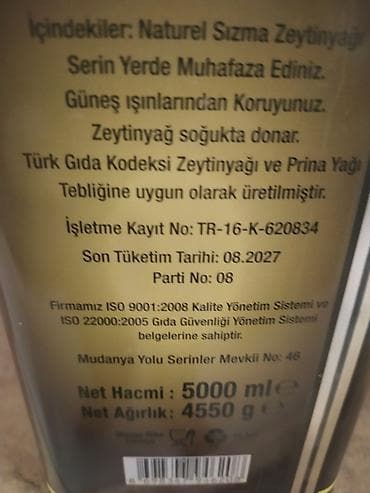 İçindekiler: Naturel Sızma Zeytinyağı
Serin Yerde Muhafaza Ediniz.
Güneş ışınlarından Koruyunuz.
Zeytinyağ soğukta donar.
Türk Gıda Kodeksi Zeytinyağı ve Prina Yağı
Tebliğine uygun olarak üretilmiştir.
İşletme Kayıt No: TR-16-K-620834
Son Tüketim Tarihi: 08.2027
Parti No: 08
Firmamız ISO 9001:2008 Kalite Yönetim Sistemi ve
ISO 22000:2005 Gıda Güvenliği Yönetim Sistemi
belgelerine sahiptir.
Mudanya Yolu Serinler Mevkii No: 46
Net Hacmi : 5000 ml e
Net Ağırlık: 4550 g e